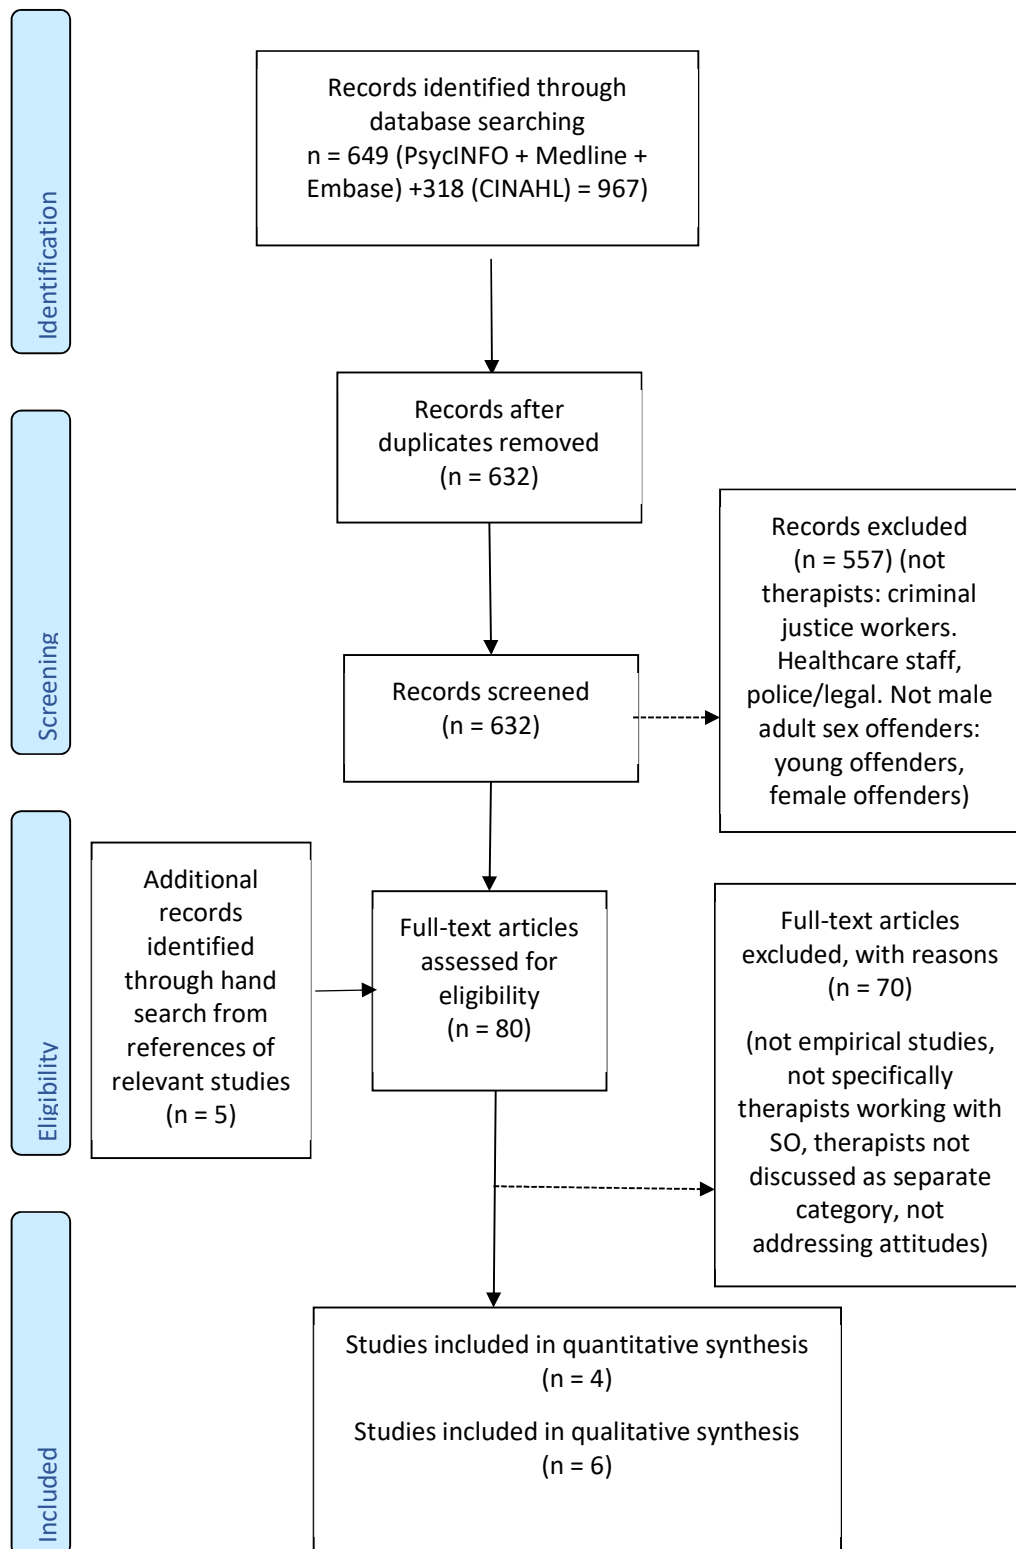 Identification
Records identified through
database searching
n = 649 (PsycINFO + Medline +
Embase) +318 (CINAHL) = 967)
Screening
Records after
duplicates removed
(n = 632)
Records screened
(n = 632)
Records excluded
(n = 557) (not
therapists: criminal
justice workers.
Healthcare staff,
police/legal. Not male
adult sex offenders:
young offenders,
female offenders)
Eligibility
Additional
records
identified
through hand
search from
references of
relevant studies
(n = 5)
Full-text articles
assessed for
eligibility
(n = 80)
Full-text articles
excluded, with reasons
(n = 70)
(not empirical studies,
not specifically
therapists working with
SO, therapists not
discussed as separate
category, not
addressing attitudes)
Included
Studies included in quantitative synthesis
(n = 4)
Studies included in qualitative synthesis
(n = 6)